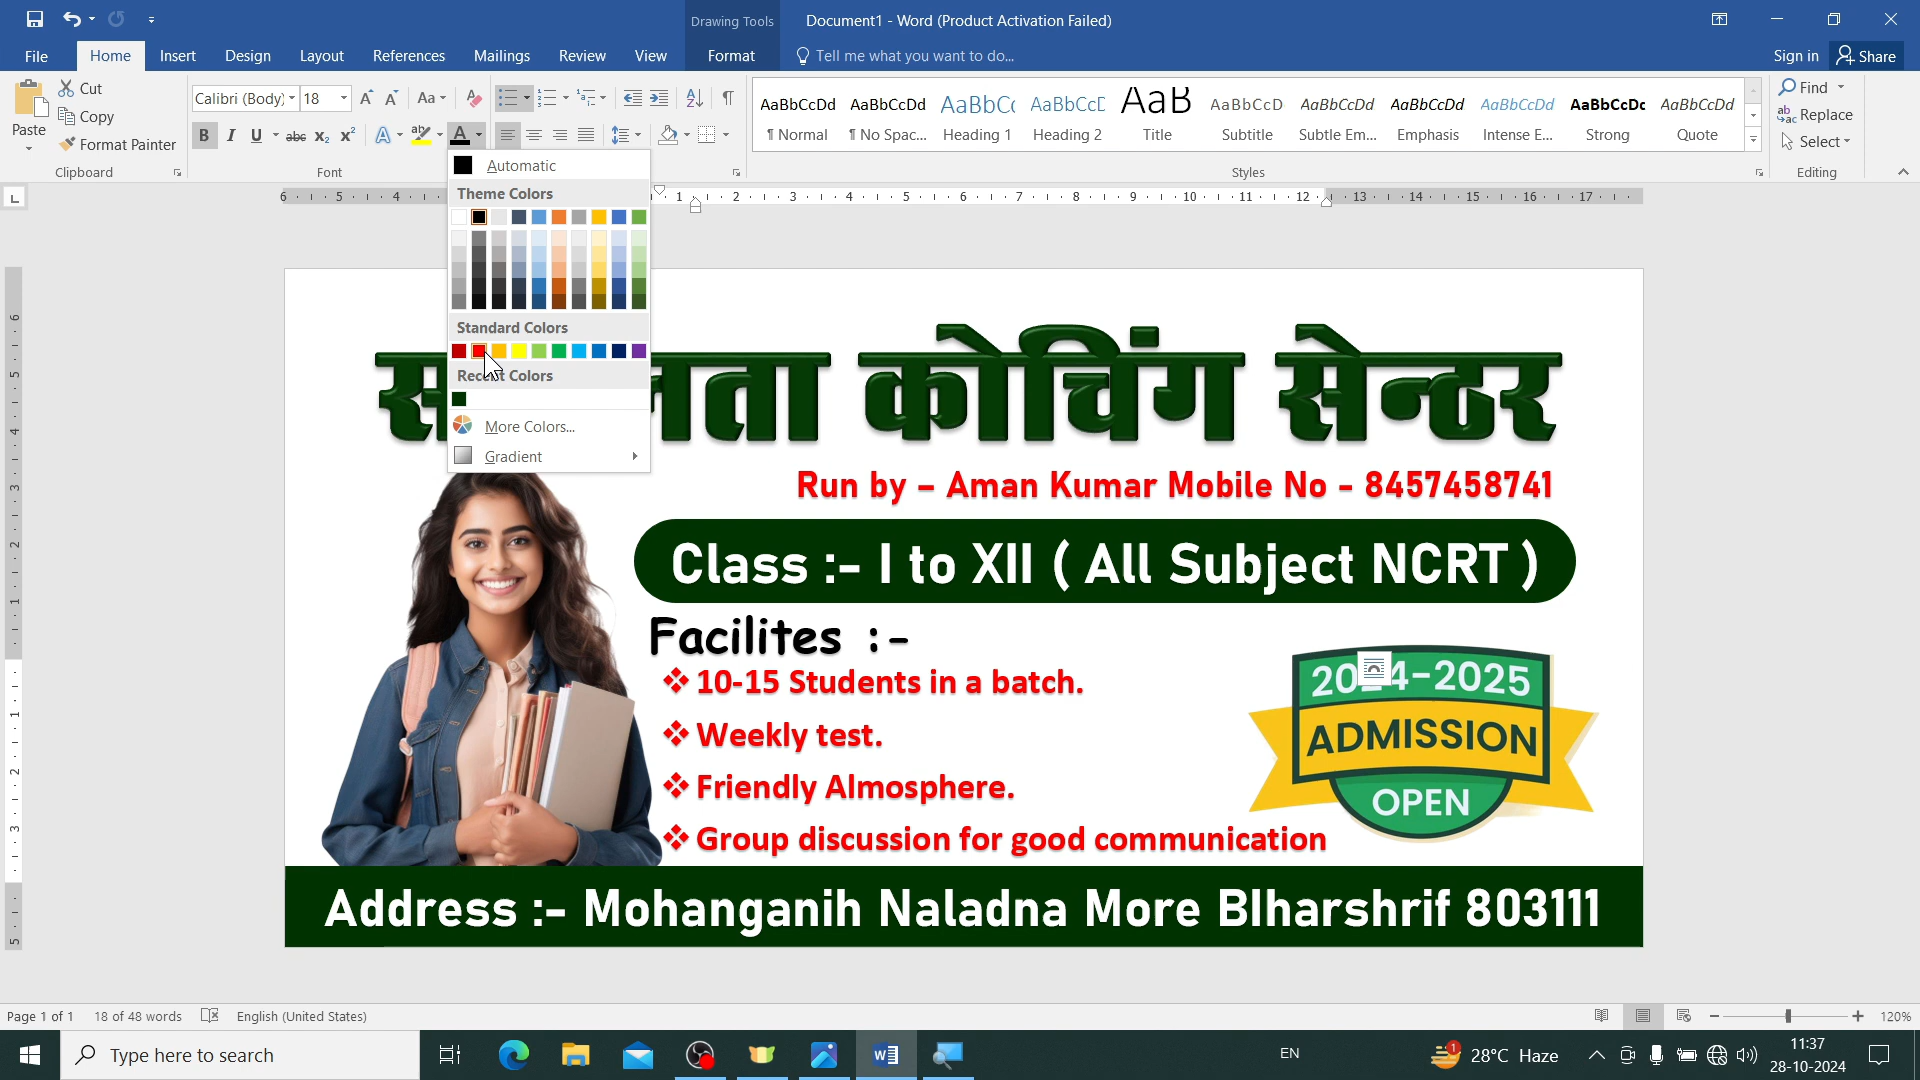 Drawing Tools
Document1 - Word (Product Activation Failed)
File Home Insert Design Layout References Mailings Review View Format Tell me what you want to do... Sign in Share
Paste
Cut
Copy
Format Painter
Clipboard
Calibri (Body) 18
Font
AaBbCcDd AaBbCcDd AaBbCc AaBbCcE AaB AaBbCcD AaBbCcDd AaBbCcDd AaBbCcDd AaBbCcDc AaBbCcDd
¶ Normal ¶ No Spac... Heading 1 Heading 2 Title Subtitle Subtle Em... Emphasis Intense E... Strong Quote
Styles
Find
Replace
Select
Editing
Automatic
Theme Colors
Standard Colors
Recent Colors
More Colors...
Gradient
कोचिंग सेन्टर
Run by – Aman Kumar Mobile No - 8457458741
Class :- I to XII ( All Subject NCRT )
Facilites :-
❖ 10-15 Students in a batch.
❖ Weekly test.
❖ Friendly Almosphere.
❖ Group discussion for good communication
2024-2025
ADMISSION
OPEN
Address :- Mohanganih Naladna More BIharshrif 803111
Page 1 of 1 18 of 48 words English (United States) 120%
Type here to search
EN
28°C Haze
11:37
28-10-2024